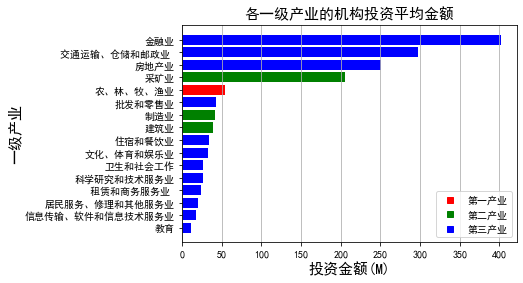 各一级产业的机构投资平均金额
一级产业
金融业
交通运输、仓储和邮政业
房地产业
采矿业
农、林、牧、渔业
批发和零售业
制造业
建筑业
住宿和餐饮业
文化、体育和娱乐业
卫生和社会工作
科学研究和技术服务业
租赁和商务服务业
居民服务、修理和其他服务业
信息传输、软件和信息技术服务业
教育
第一产业
第二产业
第三产业
0 50 100 150 200 250 300 350 400
投资金额(M)